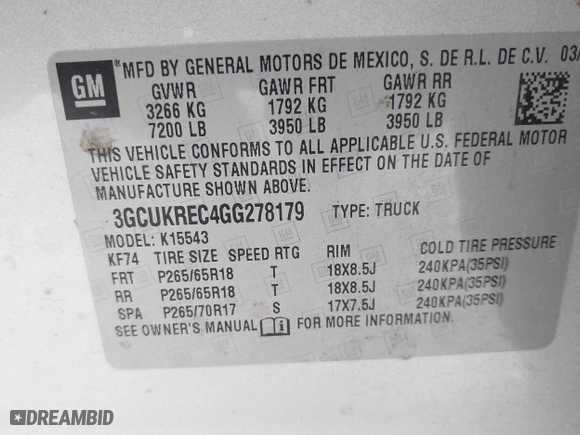 GM
MFD BY GENERAL MOTORS DE MEXICO, S. DE R.L. DE C.V. 03/
GVWR GAWR FRT GAWR RR
3266 KG 1792 KG 1792 KG
7200 LB 3950 LB 3950 LB
THIS VEHICLE CONFORMS TO ALL APPLICABLE U.S. FEDERAL MOTOR
VEHICLE SAFETY STANDARDS IN EFFECT ON THE DATE OF
MANUFACTURE SHOWN ABOVE.
3GCUKREC4GG278179 TYPE: TRUCK
MODEL: K15543
KF74 TIRE SIZE SPEED RTG RIM COLD TIRE PRESSURE
FRT P265/65R18 T 18X8.5J 240KPA(35PSI)
RR P265/65R18 T 18X8.5J 240KPA(35PSI)
SPA P265/70R17 S 17X7.5J 240KPA(35PSI)
SEE OWNER'S MANUAL FOR MORE INFORMATION.
DREAMBID